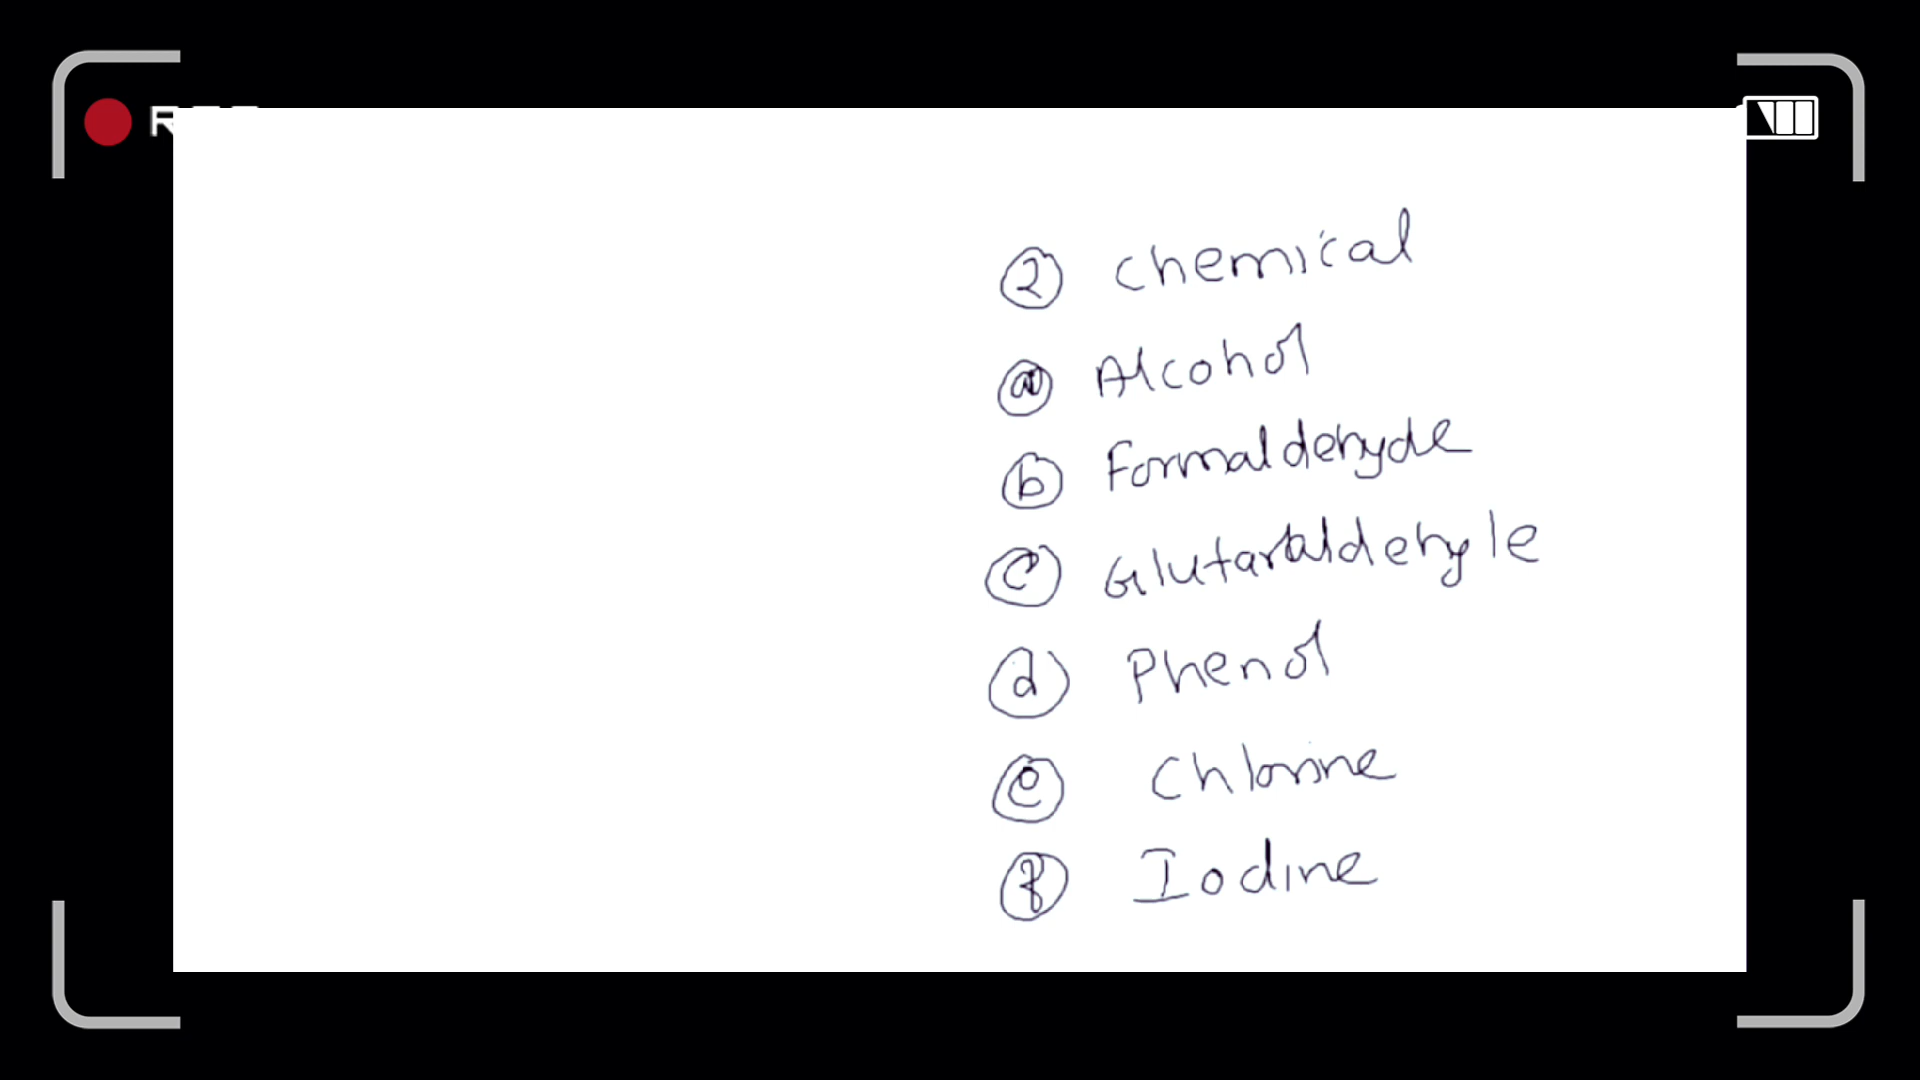 ② Chemical
ⓐ Alcohol
ⓑ Formaldehyde
ⓒ Glutaraldehyle
ⓓ Phenol
ⓔ Chlorine
ⓕ Iodine